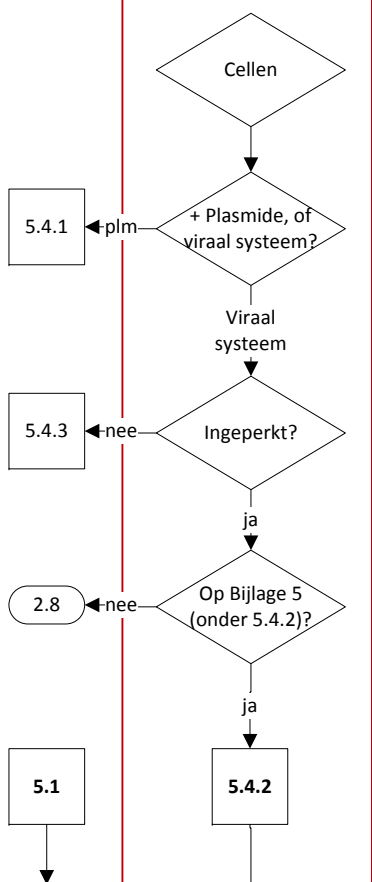 Cellen
+ Plasmide, of
viraal systeem?
plm
5.4.1
Viraal
systeem
Ingeperkt?
nee
5.4.3
ja
Op Bijlage 5
(onder 5.4.2)?
nee
2.8
ja
5.1
5.4.2